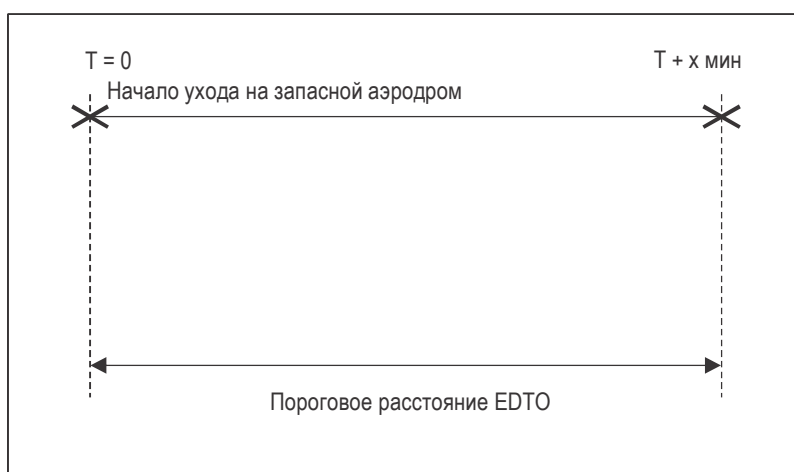 T = 0
T + x мин
Начало ухода на запасной аэродром
Пороговое расстояние EDTO